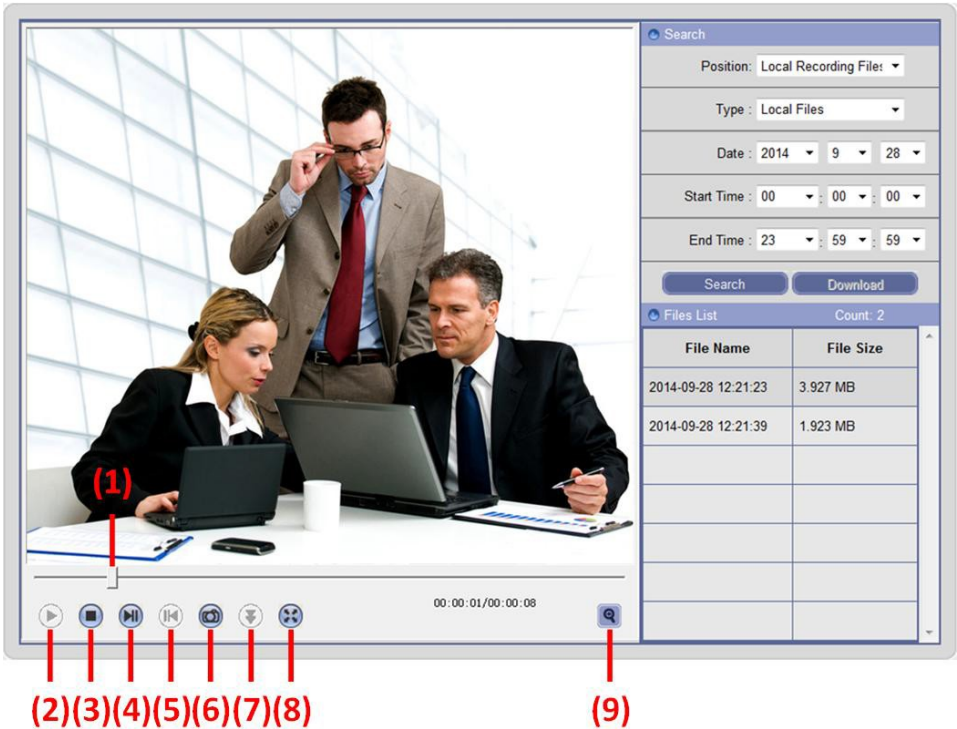 Search
Position: Local Recording Files
Type : Local Files
Date : 2014 9 28
Start Time : 00 : 00 : 00
End Time : 23 : 59 : 59
Search Download
Files List Count: 2
File Name File Size
2014-09-28 12:21:23 3.927 MB
2014-09-28 12:21:39 1.923 MB
(1)
00:00:01/00:00:08
(2)(3)(4)(5)(6)(7)(8) (9)